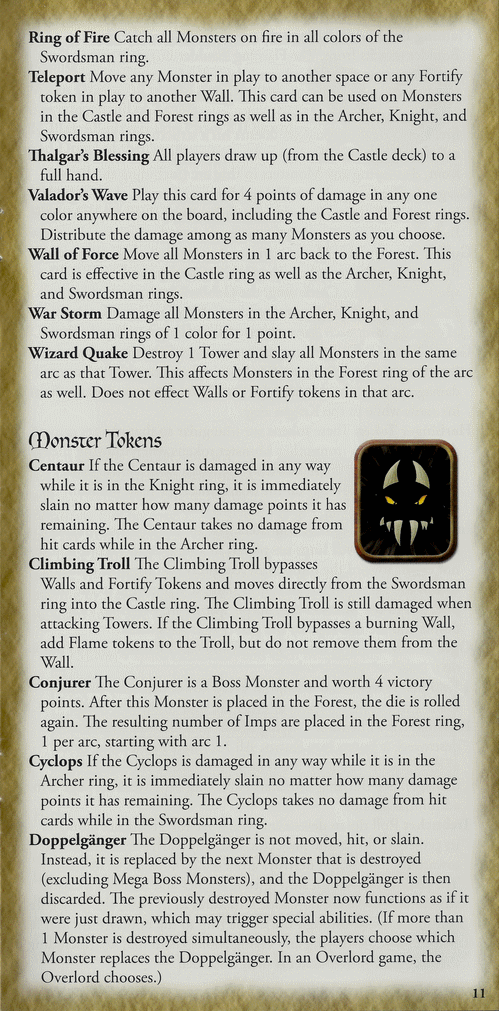 Ring of Fire Catch all Monsters on fire in all colors of the
Swordsman ring.
Teleport Move any Monster in play to another space or any Fortify
token in play to another Wall. This card can be used on Monsters
in the Castle and Forest rings as well as in the Archer, Knight, and
Swordsman rings.
Thalgar's Blessing All players draw up (from the Castle deck) to a
full hand.
Valador's Wave Play this card for 4 points of damage in any one
color anywhere on the board, including the Castle and Forest rings.
Distribute the damage among as many Monsters as you choose.
Wall of Force Move all Monsters in 1 arc back to the Forest. This
card is effective in the Castle ring as well as the Archer, Knight,
and Swordsman rings.
War Storm Damage all Monsters in the Archer, Knight, and
Swordsman rings of 1 color for 1 point.
Wizard Quake Destroy 1 Tower and slay all Monsters in the same
arc as that Tower. This affects Monsters in the Forest ring of the arc
as well. Does not effect Walls or Fortify tokens in that arc.
Monster Tokens
Centaur If the Centaur is damaged in any way
while it is in the Knight ring, it is immediately
slain no matter how many damage points it has
remaining. The Centaur takes no damage from
hit cards while in the Archer ring.
Climbing Troll The Climbing Troll bypasses
Walls and Fortify Tokens and moves directly from the Swordsman
ring into the Castle ring. The Climbing Troll is still damaged when
attacking Towers. If the Climbing Troll bypasses a burning Wall,
add Flame tokens to the Troll, but do not remove them from the
Wall.
Conjurer The Conjurer is a Boss Monster and worth 4 victory
points. After this Monster is placed in the Forest, the die is rolled
again. The resulting number of Imps are placed in the Forest ring,
1 per arc, starting with arc 1.
Cyclops If the Cyclops is damaged in any way while it is in the
Archer ring, it is immediately slain no matter how many damage
points it has remaining. The Cyclops takes no damage from hit
cards while in the Swordsman ring.
Doppelgänger The Doppelgänger is not moved, hit, or slain.
Instead, it is replaced by the next Monster that is destroyed
(excluding Mega Boss Monsters), and the Doppelgänger is then
discarded. The previously destroyed Monster now functions as if it
were just drawn, which may trigger special abilities. (If more than
1 Monster is destroyed simultaneously, the players choose which
Monster replaces the Doppelgänger. In an Overlord game, the
Overlord chooses.)
11